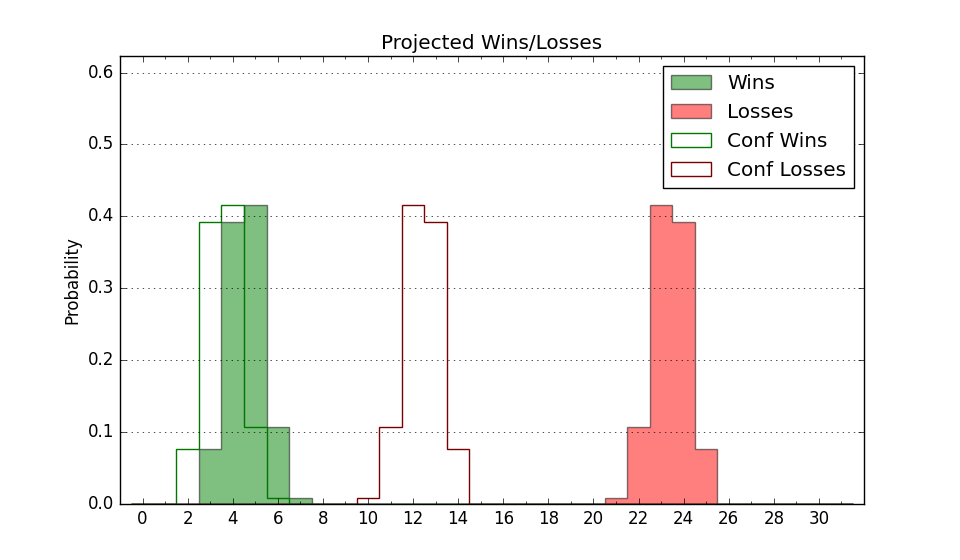 Projected Wins/Losses
0.6
0.5
0.4
0.3
0.2
0.1
0.0
Probability
Wins
Losses
Conf Wins
Conf Losses
0 2 4 6 8 10 12 14 16 18 20 22 24 26 28 30